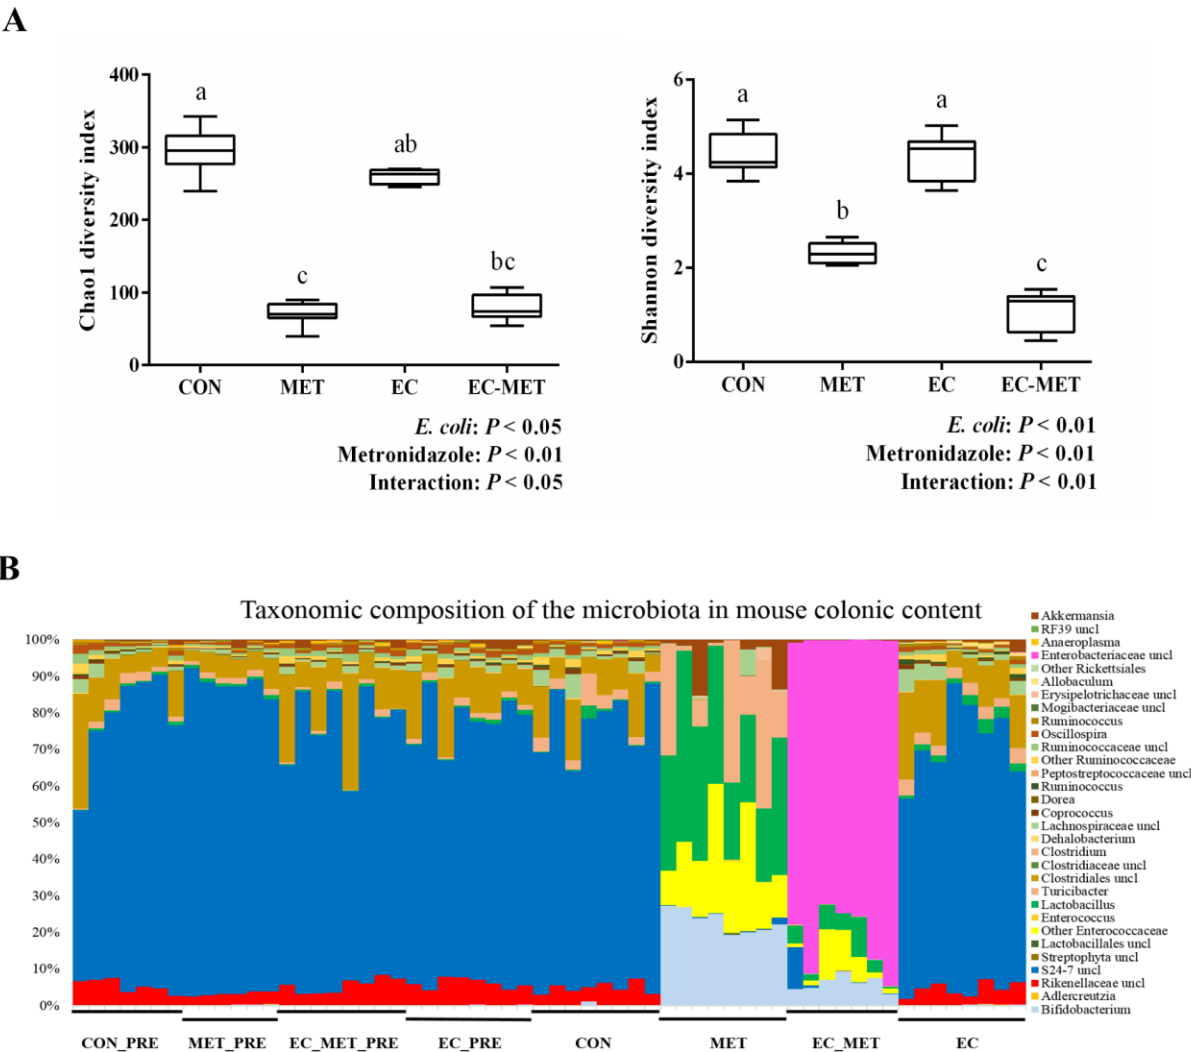 A
400
300
200
100
0
Chao1 diversity index
a
c
ab
bc
CON MET EC EC-MET
E. coli: P < 0.05
Metronidazole: P < 0.01
Interaction: P < 0.05
6
4
2
0
Shannon diversity index
a
b
a
c
CON MET EC EC-MET
E. coli: P < 0.01
Metronidazole: P < 0.01
Interaction: P < 0.01
B
Taxonomic composition of the microbiota in mouse colonic content
100%
90%
80%
70%
60%
50%
40%
30%
20%
10%
0%
CON_PRE MET_PRE EC_MET_PRE EC_PRE CON MET EC_MET EC
Akkermansia
RF39 uncl
Anaeroplasma
Enterobacteriaceae uncl
Other Rickettsiales
Allobaculum
Erysipelotrichaceae uncl
Mogibacteriaceae uncl
Ruminococcus
Oscillospira
Ruminococcaceae uncl
Other Ruminococcaceae
Peptostreptococcaceae uncl
Ruminococcus
Dorea
Coprococcus
Lachnospiraceae uncl
Dehalobacterium
Clostridium
Clostridiaceae uncl
Clostridiales uncl
Turicibacter
Lactobacillus
Enterococcus
Other Enterococcaceae
Lactobacillales uncl
Streptophyta uncl
S24-7 uncl
Rikenellaceae uncl
Adlercreutzia
Bifidobacterium